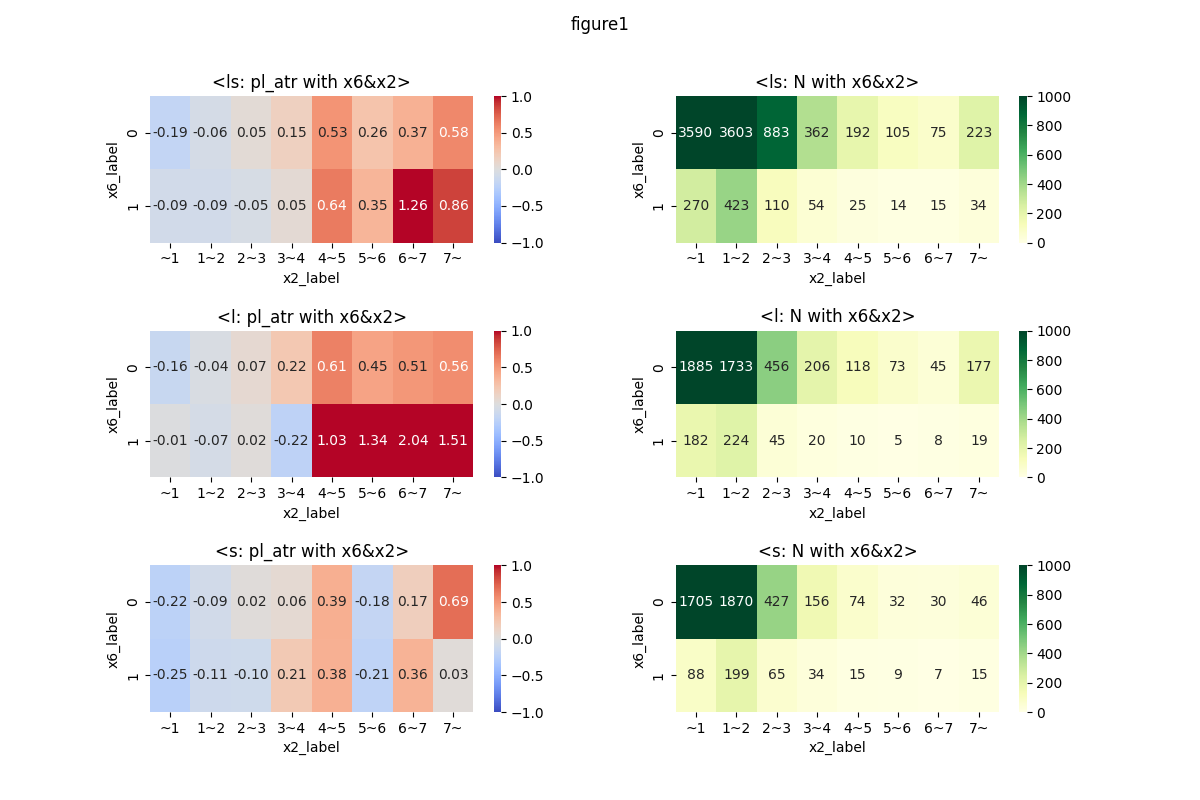 figure1
<ls: pl_atr with x6&x2>
x6_label
0 -0.19 -0.06 0.05 0.15 0.53 0.26 0.37 0.58
1 -0.09 -0.09 -0.05 0.05 0.64 0.35 1.26 0.86
~1 1~2 2~3 3~4 4~5 5~6 6~7 7~
x2_label
1.0
0.5
0.0
−0.5
−1.0
<ls: N with x6&x2>
x6_label
0 3590 3603 883 362 192 105 75 223
1 270 423 110 54 25 14 15 34
~1 1~2 2~3 3~4 4~5 5~6 6~7 7~
x2_label
1000
800
600
400
200
0
<l: pl_atr with x6&x2>
x6_label
0 -0.16 -0.04 0.07 0.22 0.61 0.45 0.51 0.56
1 -0.01 -0.07 0.02 -0.22 1.03 1.34 2.04 1.51
~1 1~2 2~3 3~4 4~5 5~6 6~7 7~
x2_label
1.0
0.5
0.0
−0.5
−1.0
<l: N with x6&x2>
x6_label
0 1885 1733 456 206 118 73 45 177
1 182 224 45 20 10 5 8 19
~1 1~2 2~3 3~4 4~5 5~6 6~7 7~
x2_label
1000
800
600
400
200
0
<s: pl_atr with x6&x2>
x6_label
0 -0.22 -0.09 0.02 0.06 0.39 -0.18 0.17 0.69
1 -0.25 -0.11 -0.10 0.21 0.38 -0.21 0.36 0.03
~1 1~2 2~3 3~4 4~5 5~6 6~7 7~
x2_label
1.0
0.5
0.0
−0.5
−1.0
<s: N with x6&x2>
x6_label
0 1705 1870 427 156 74 32 30 46
1 88 199 65 34 15 9 7 15
~1 1~2 2~3 3~4 4~5 5~6 6~7 7~
x2_label
1000
800
600
400
200
0